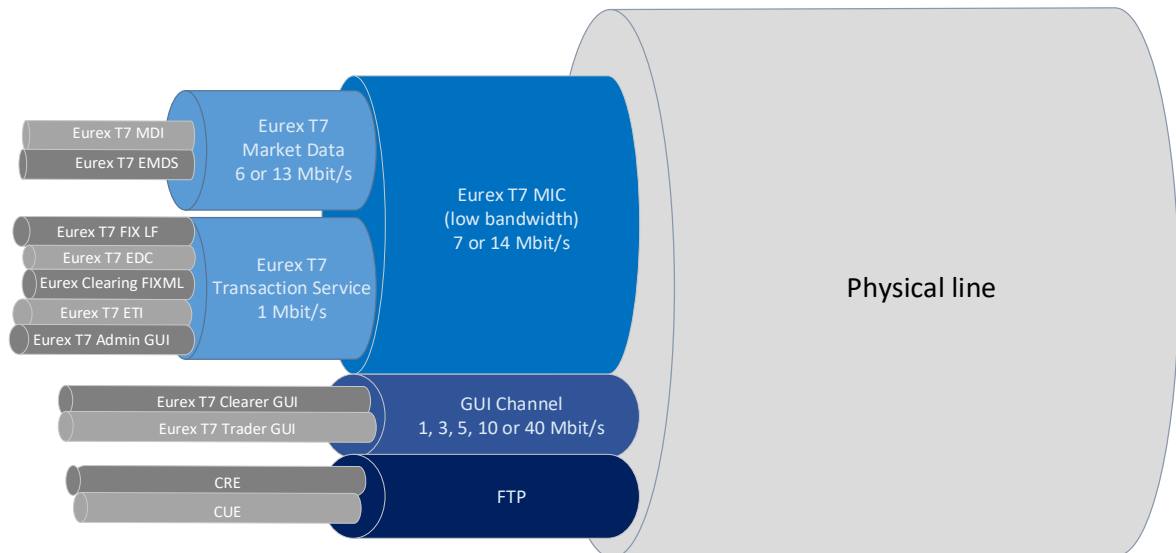 Eurex T7 MDI
Eurex T7 EMDS
Eurex T7
Market Data
6 or 13 Mbit/s
Eurex T7 FIX LF
Eurex T7 EDC
Eurex Clearing FIXML
Eurex T7 ETI
Eurex T7 Admin GUI
Eurex T7
Transaction Service
1 Mbit/s
Eurex T7 MIC
(low bandwidth)
7 or 14 Mbit/s
Eurex T7 Clearer GUI
Eurex T7 Trader GUI
GUI Channel
1, 3, 5, 10 or 40 Mbit/s
CRE
CUE
FTP
Physical line